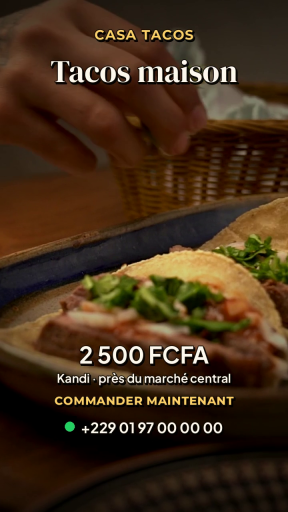 CASA TACOS
Tacos maison
2 500 FCFA
Kandi · près du marché central
COMMANDER MAINTENANT
+229 01 97 00 00 00